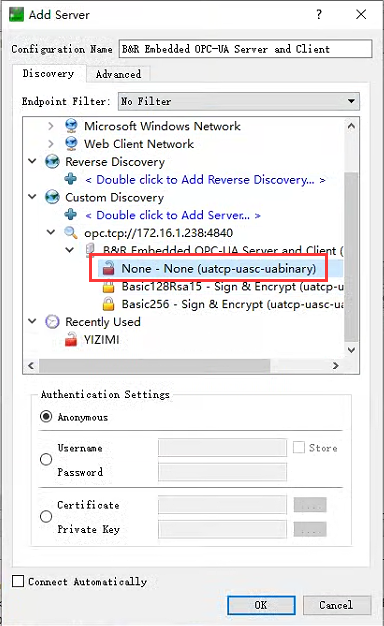 Add Server
?
Configuration Name B&R Embedded OPC-UA Server and Client
Discovery Advanced
Endpoint Filter: No Filter
Microsoft Windows Network
Web Client Network
Reverse Discovery
< Double click to Add Reverse Discovery... >
Custom Discovery
< Double click to Add Server... >
opc.tcp://172.16.1.238:4840
B&R Embedded OPC-UA Server and Client (
None - None (uatcp-uasc-uabinary)
Basic128Rsa15 - Sign & Encrypt (uatcp-uas
Basic256 - Sign & Encrypt (uatcp-uasc-ua
Recently Used
YIZIMI
Authentication Settings
Anonymous
Username Store
Password
Certificate ...
Private Key ...
Connect Automatically
OK Cancel